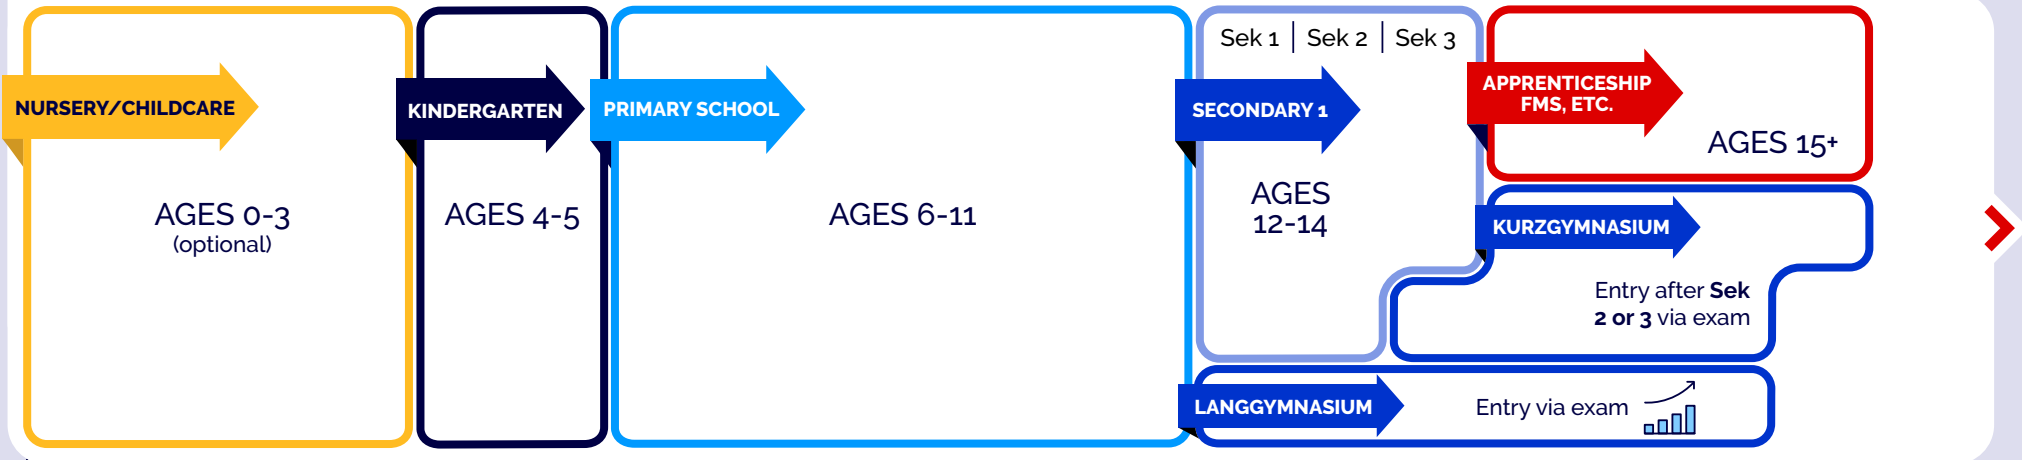 NURSERY/CHILDCARE
AGES 0-3
(optional)
KINDERGARTEN
AGES 4-5
PRIMARY SCHOOL
AGES 6-11
Sek 1 | Sek 2 | Sek 3
SECONDARY 1
AGES
12-14
APPRENTICESHIP
FMS, ETC.
AGES 15+
KURZGYMNASIUM
Entry after Sek
2 or 3 via exam
LANGGYMNASIUM
Entry via exam